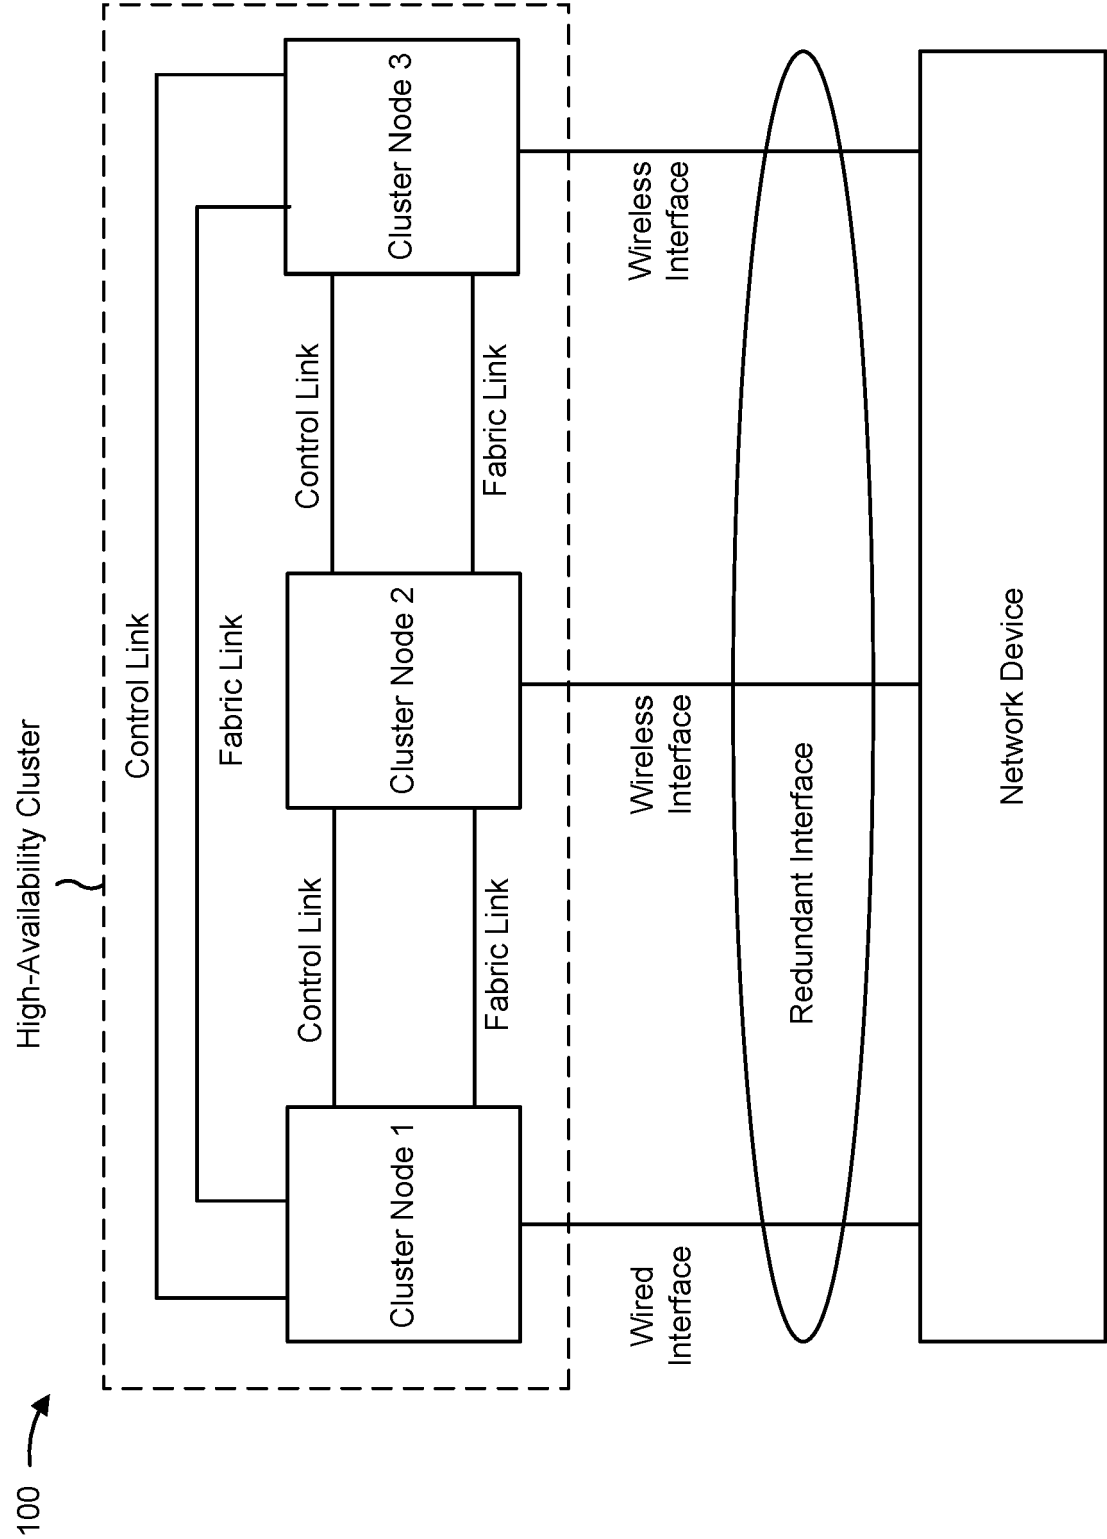 100
High-Availability Cluster
Control Link
Fabric Link
Control Link
Control Link
Cluster Node 1
Cluster Node 2
Cluster Node 3
Fabric Link
Fabric Link
Wired
Interface
Wireless
Interface
Wireless
Interface
Redundant Interface
Network Device